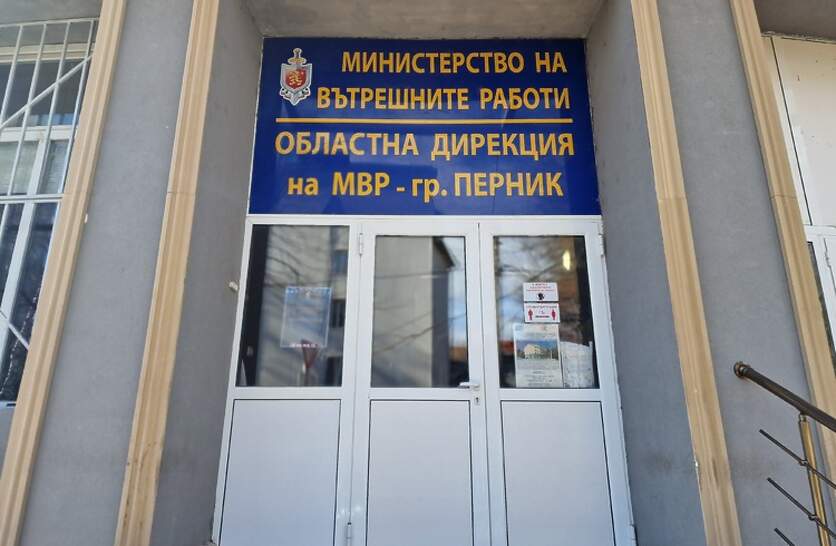 МИНИСТЕРСТВО НА
ВЪТРЕШНИТЕ РАБОТИ
ОБЛАСТНА ДИРЕКЦИЯ
на МВР - гр. ПЕРНИК